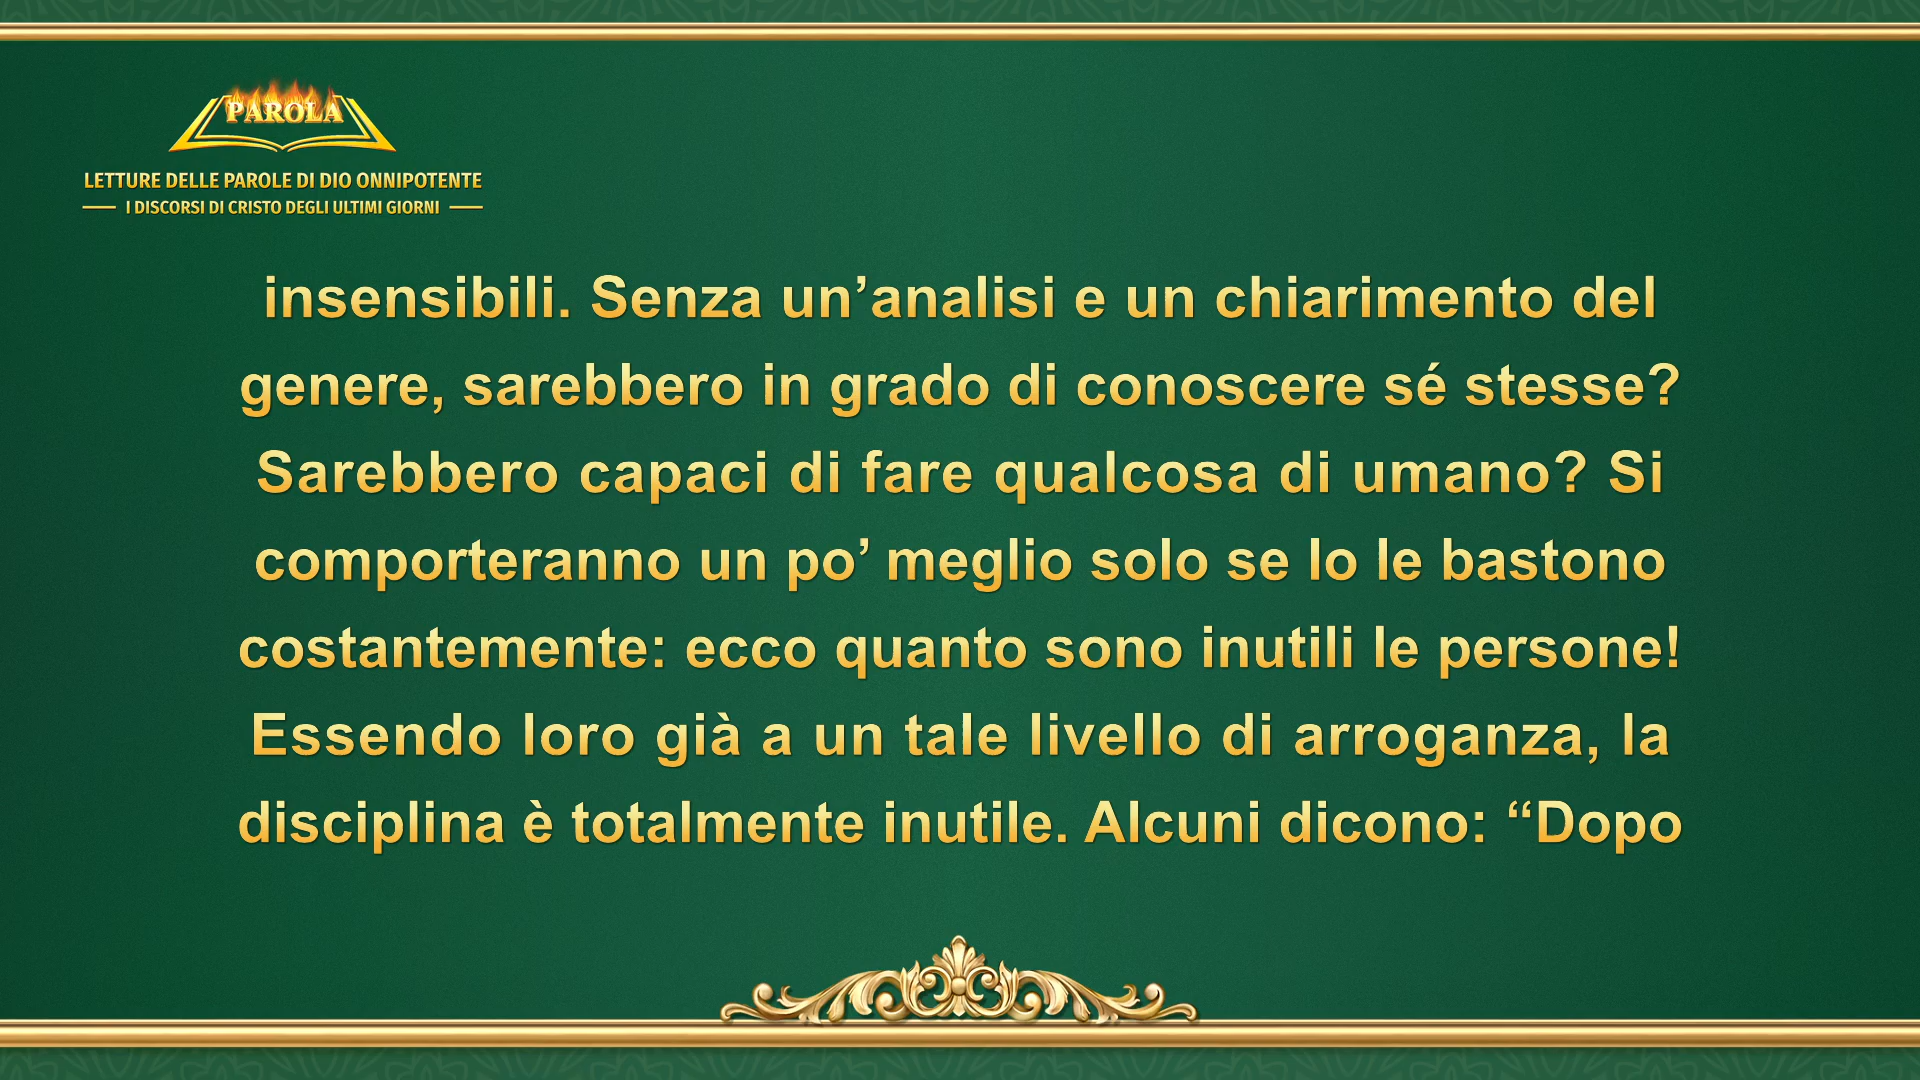 PAROLA
LETTURE DELLE PAROLE DI DIO ONNIPOTENTE
I DISCORSI DI CRISTO DEGLI ULTIMI GIORNI
insensibili. Senza un’analisi e un chiarimento del
genere, sarebbero in grado di conoscere sé stesse?
Sarebbero capaci di fare qualcosa di umano? Si
comporteranno un po’ meglio solo se Io le bastono
costantemente: ecco quanto sono inutili le persone!
Essendo loro già a un tale livello di arroganza, la
disciplina è totalmente inutile. Alcuni dicono: “Dopo